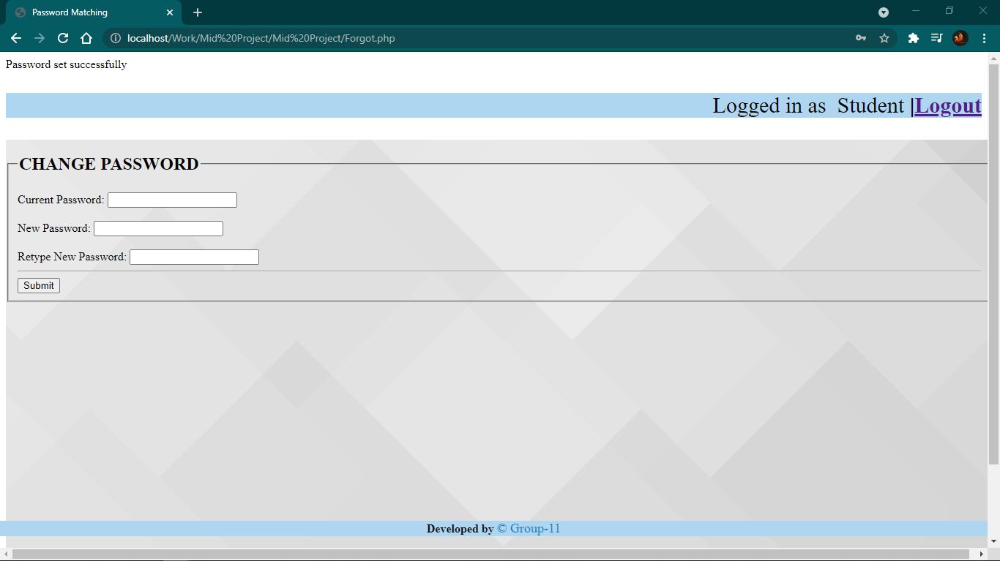 Password Matching
localhost/Work/Mid%20Project/Mid%20Project/Forgot.php
Password set successfully
Logged in as Student |Logout
CHANGE PASSWORD
Current Password:
New Password:
Retype New Password:
Submit
Developed by © Group-11